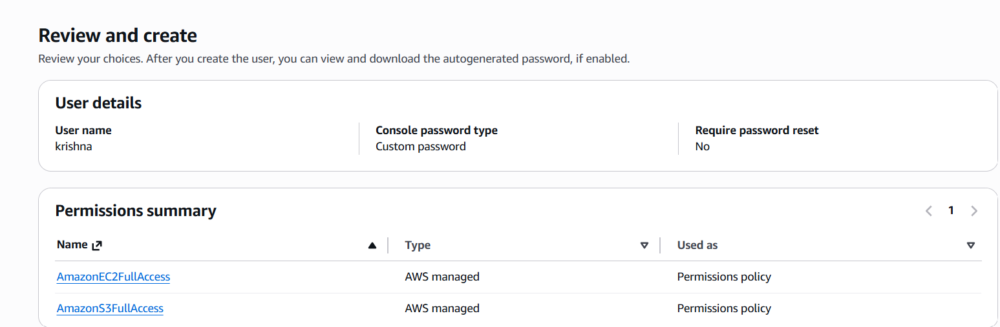 Review and create
Review your choices. After you create the user, you can view and download the autogenerated password, if enabled.
User details
User name
krishna
Console password type
Custom password
Require password reset
No
Permissions summary
1
Name Type Used as
AmazonEC2FullAccess AWS managed Permissions policy
AmazonS3FullAccess AWS managed Permissions policy